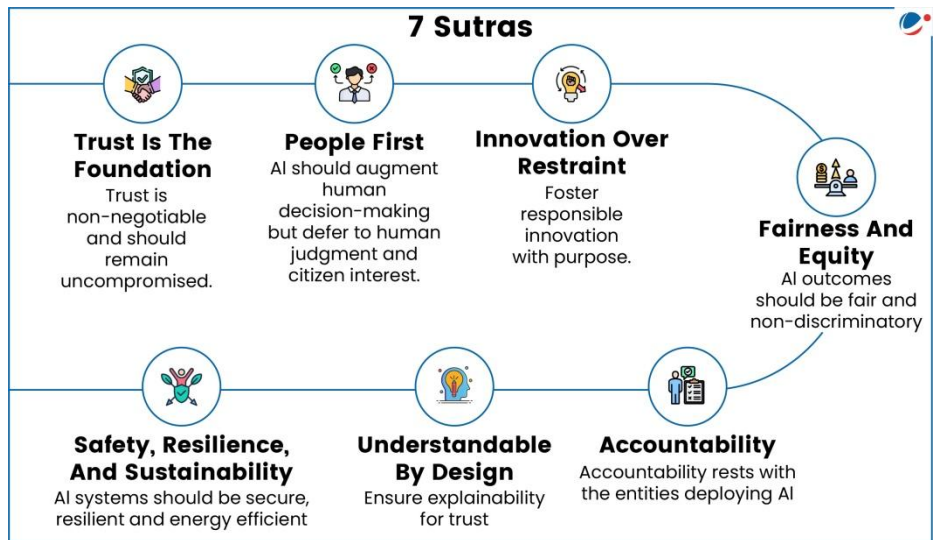 7 Sutras
Trust Is The
Foundation
Trust is
non-negotiable
and should
remain
uncompromised.
People First
AI should augment
human
decision-making
but defer to human
judgment and
citizen interest.
Innovation Over
Restraint
Foster
responsible
innovation
with purpose.
Fairness And
Equity
AI outcomes
should be fair and
non-discriminatory
Accountability
Accountability rests with
the entities deploying AI
Understandable
By Design
Ensure explainability
for trust
Safety, Resilience,
And Sustainability
AI systems should be secure,
resilient and energy efficient